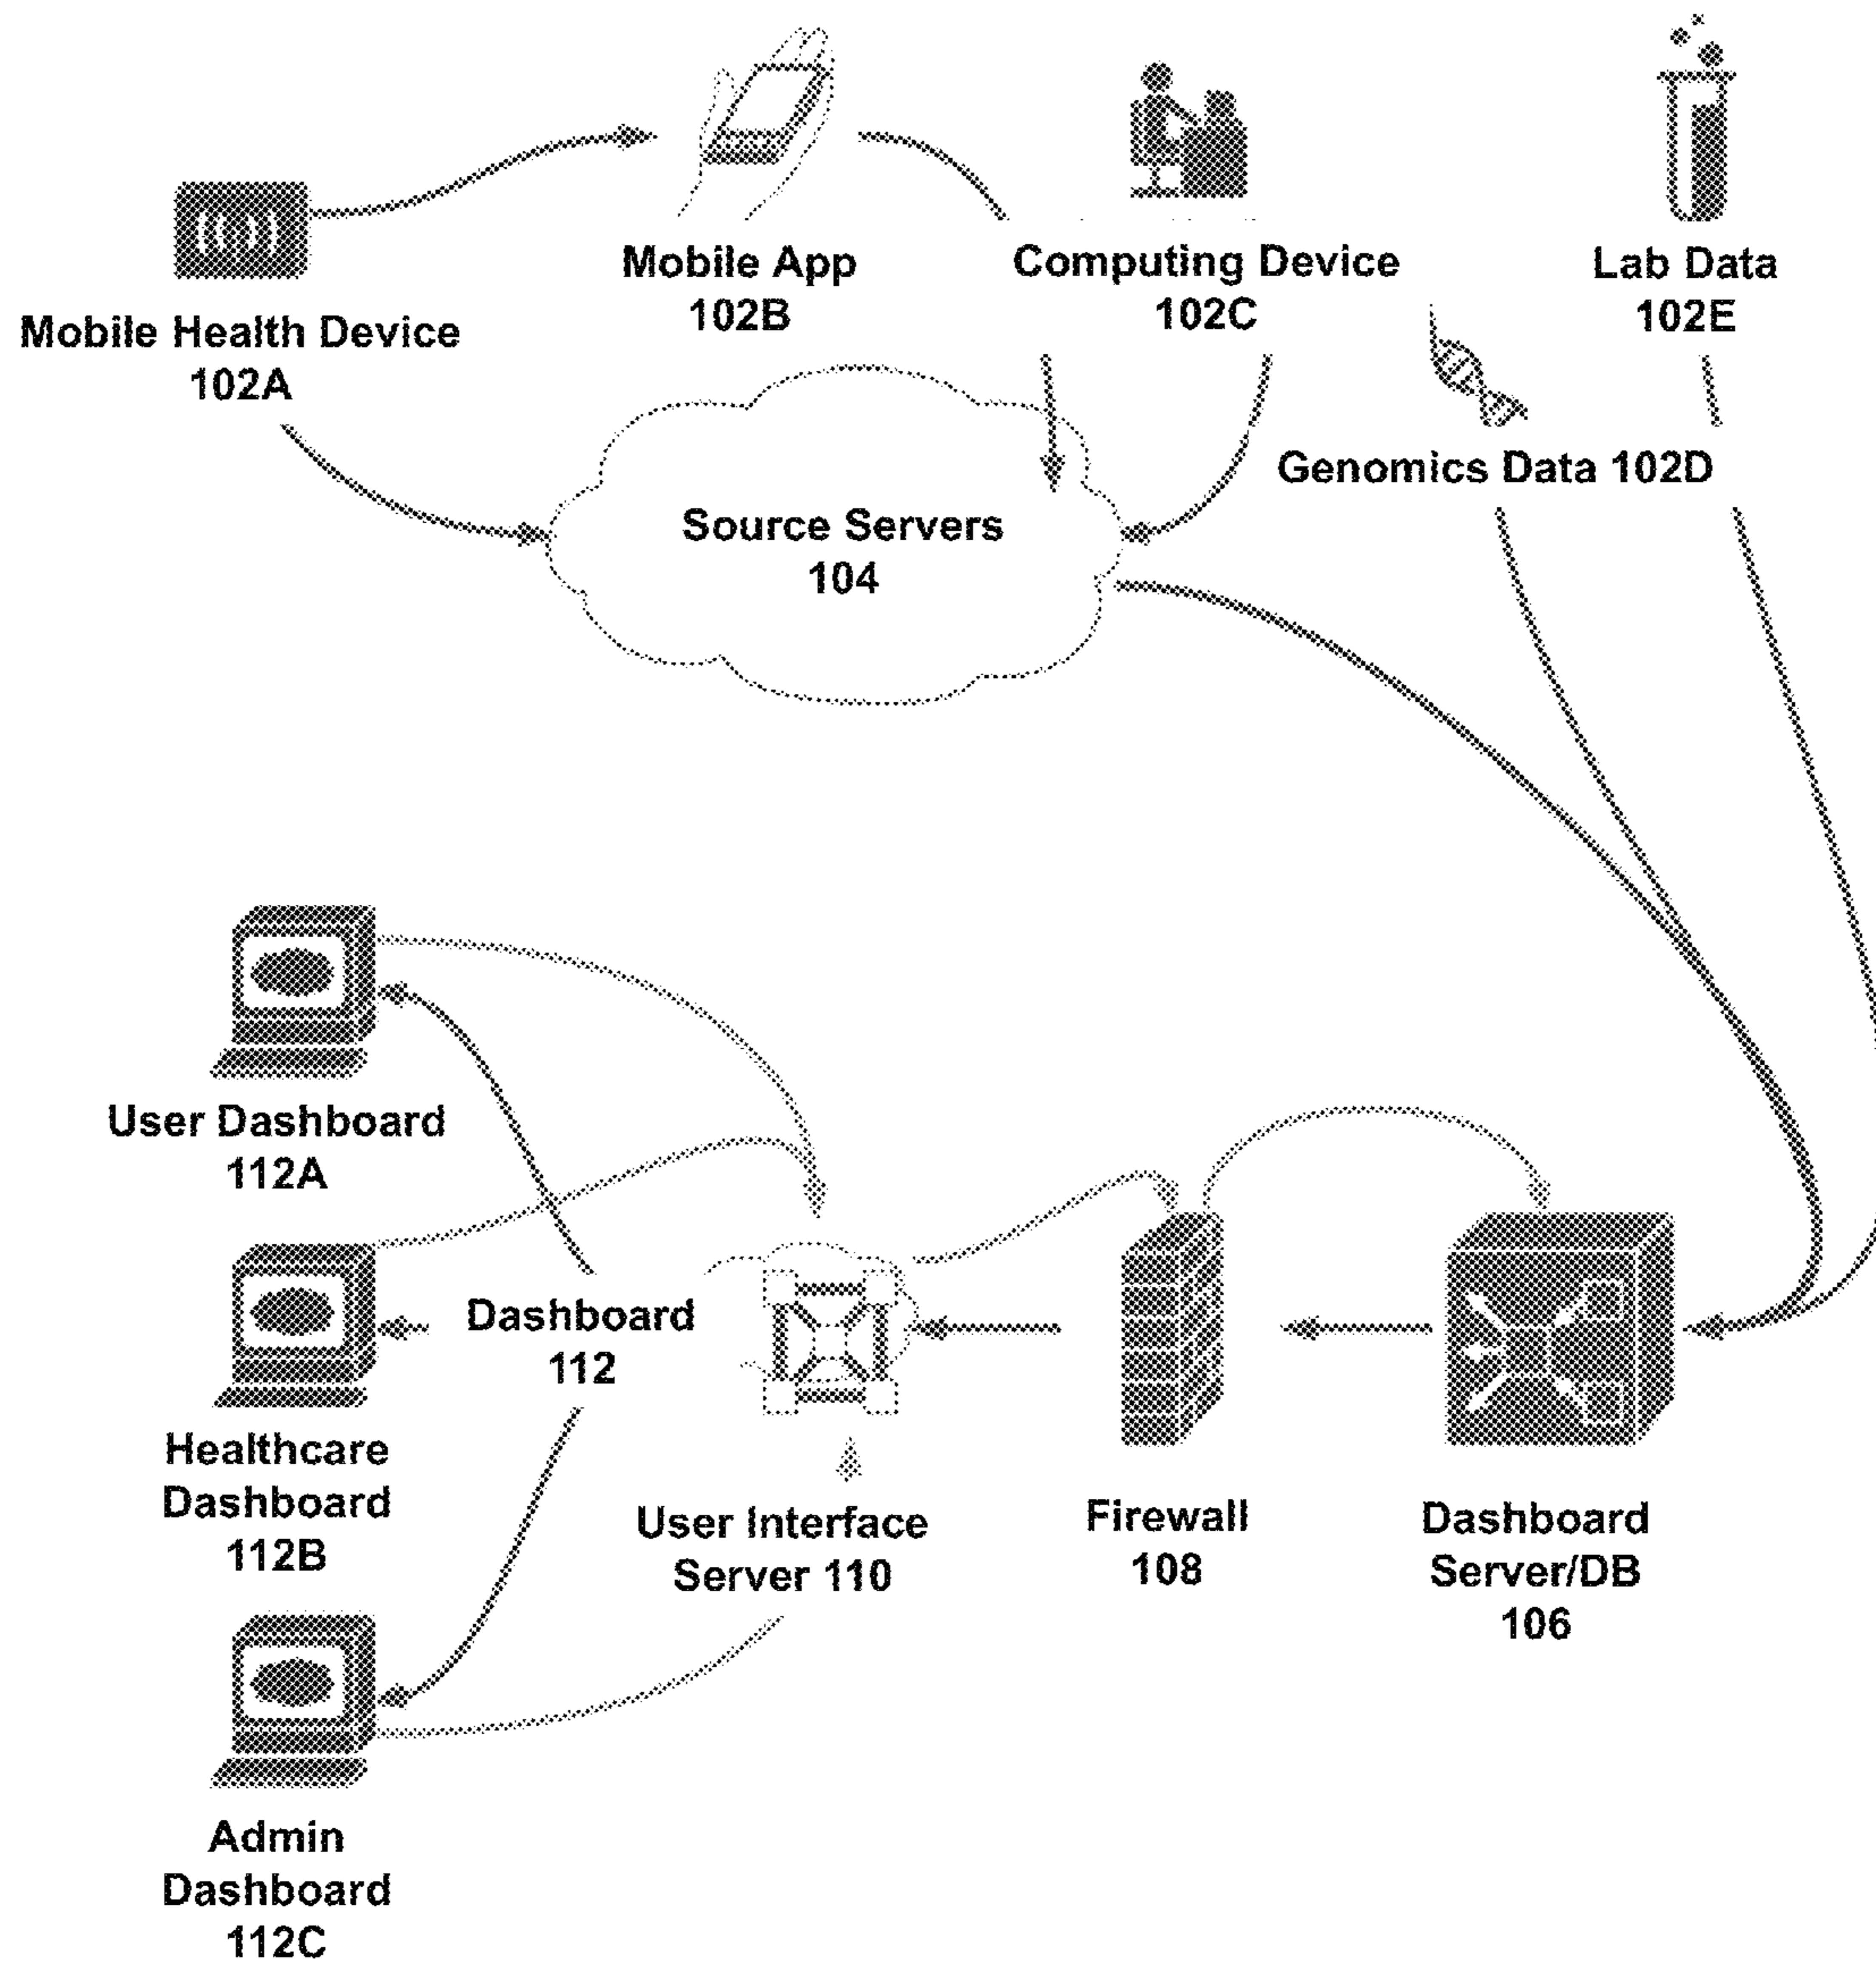 Mobile App
102B
Computing Device
102C
Lab Data
102E
Mobile Health Device
102A
Genomics Data 102D
Source Servers
104
User Dashboard
112A
Dashboard
112
Healthcare
Dashboard
112B
User Interface
Server 110
Firewall
108
Dashboard
Server/DB
106
Admin
Dashboard
112C